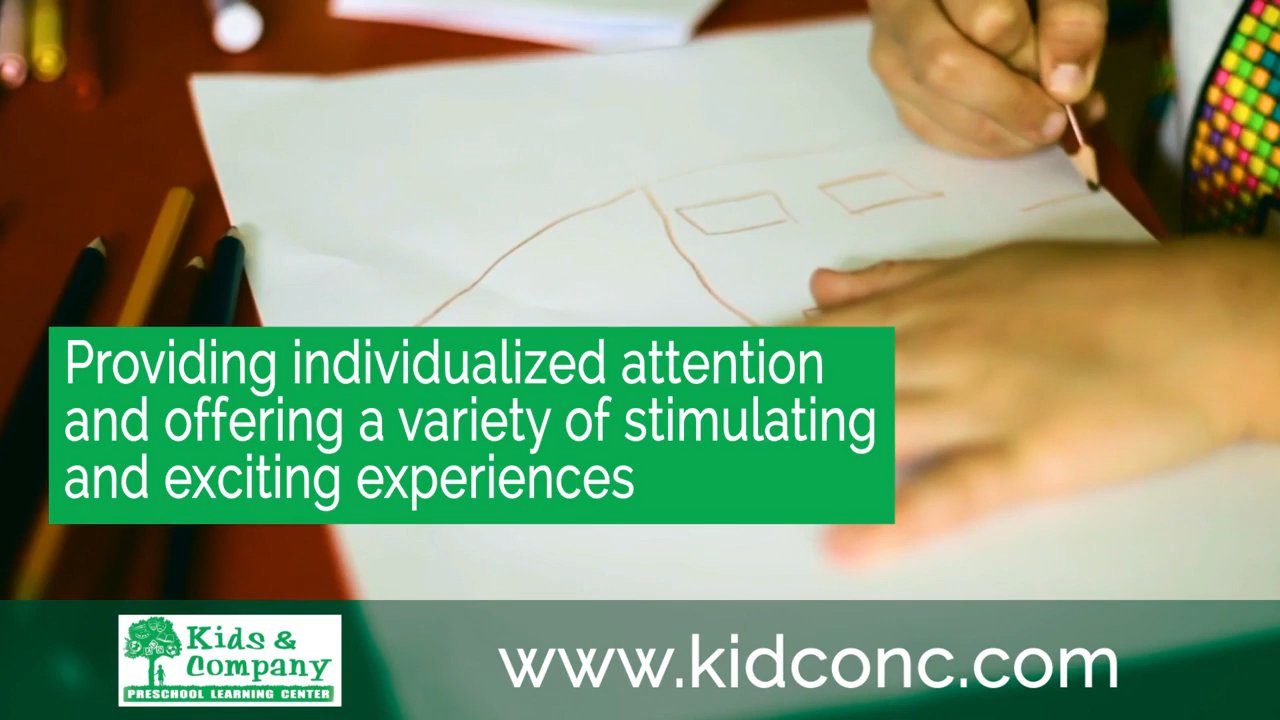 Providing individualized attention
and offering a variety of stimulating
and exciting experiences
Kids &
Company
PRESCHOOL LEARNING CENTER
www.kidconc.com